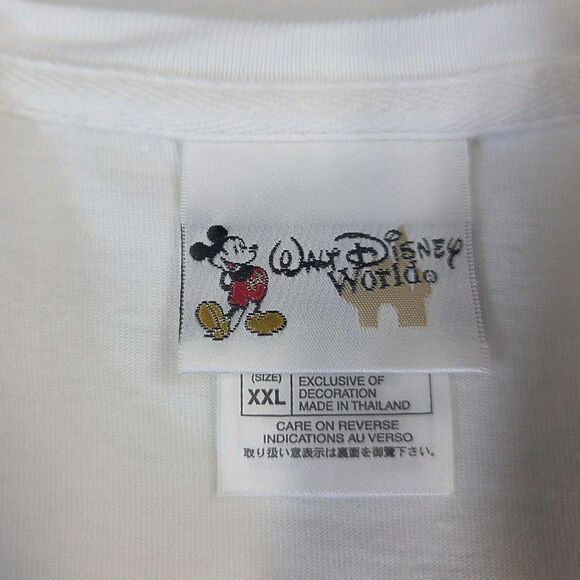 Walt Disney
World
(SIZE)
XXL
EXCLUSIVE OF
DECORATION
MADE IN THAILAND
CARE ON REVERSE
INDICATIONS AU VERSO
取り扱い意表示は裏面を御覧下さい。